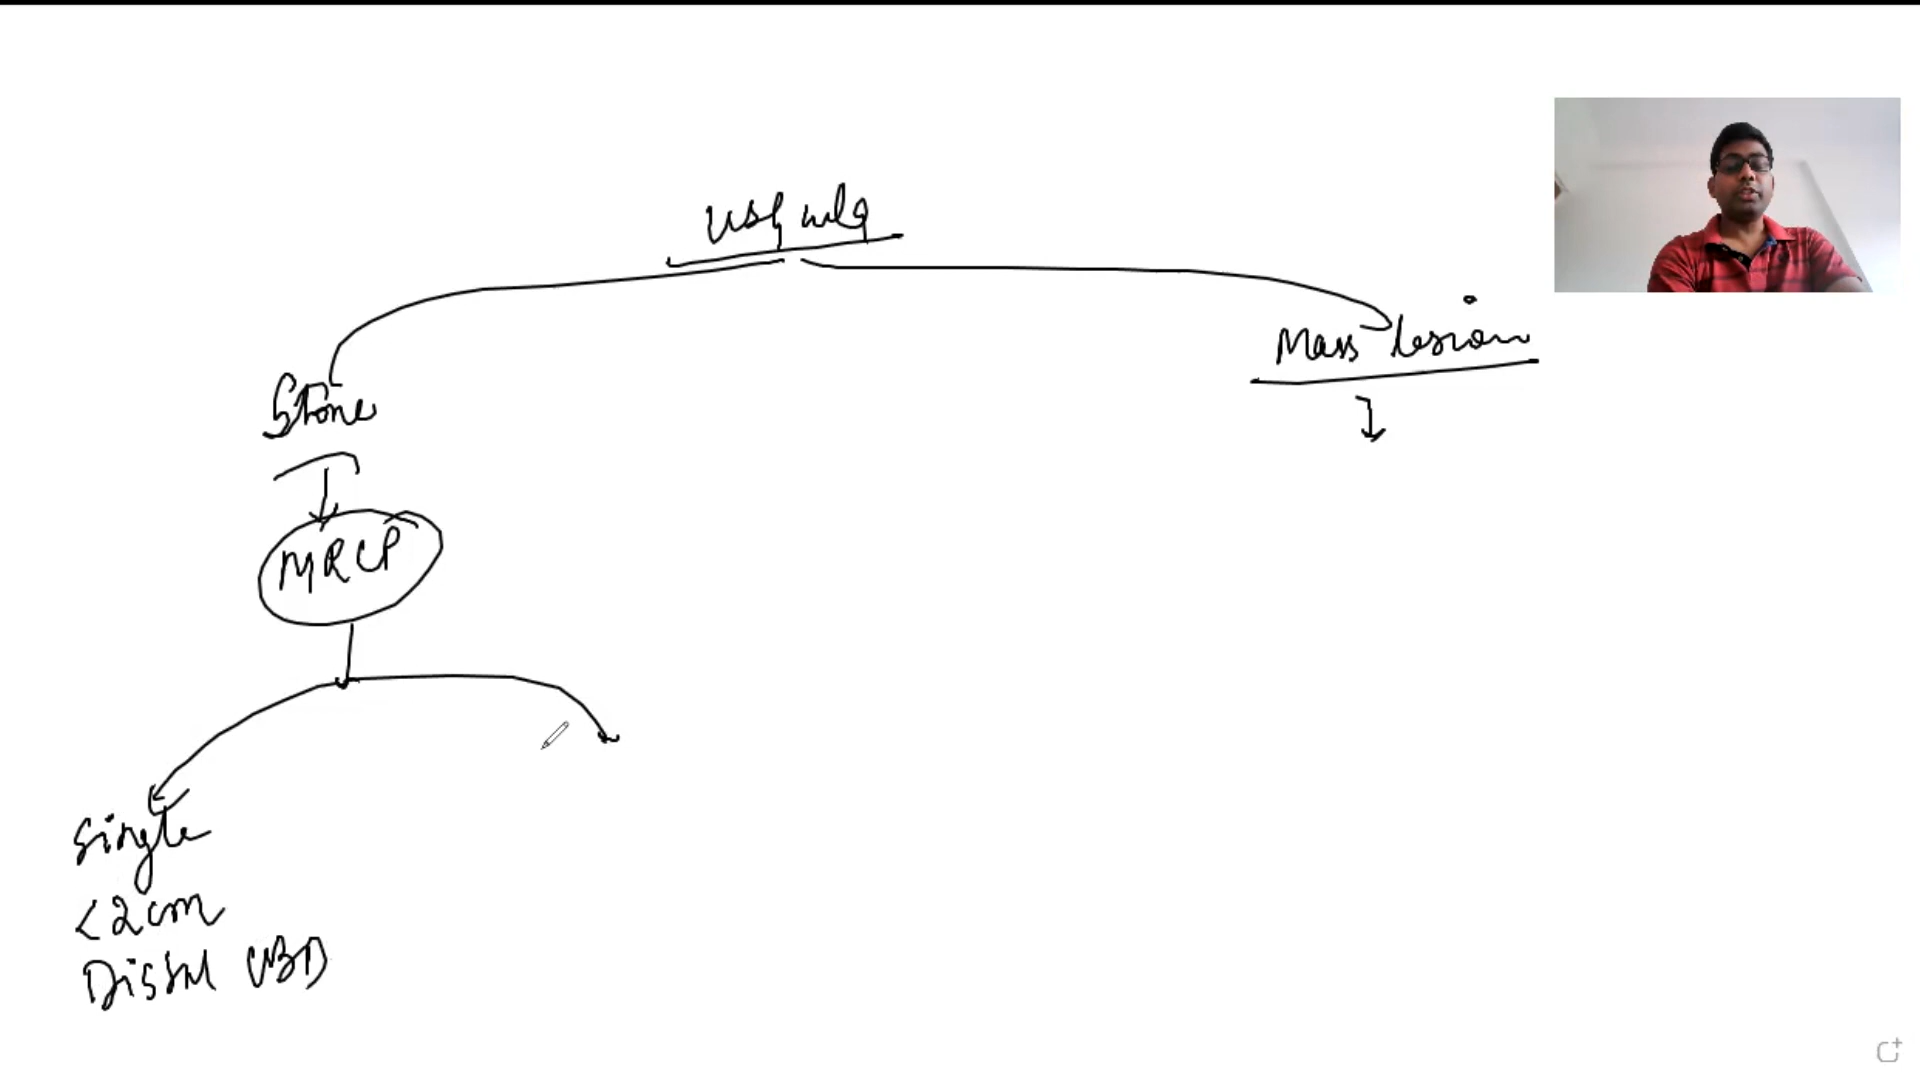 USG
Mass lesion
Stone
MRCP
Single
<2cm
Distal CBD